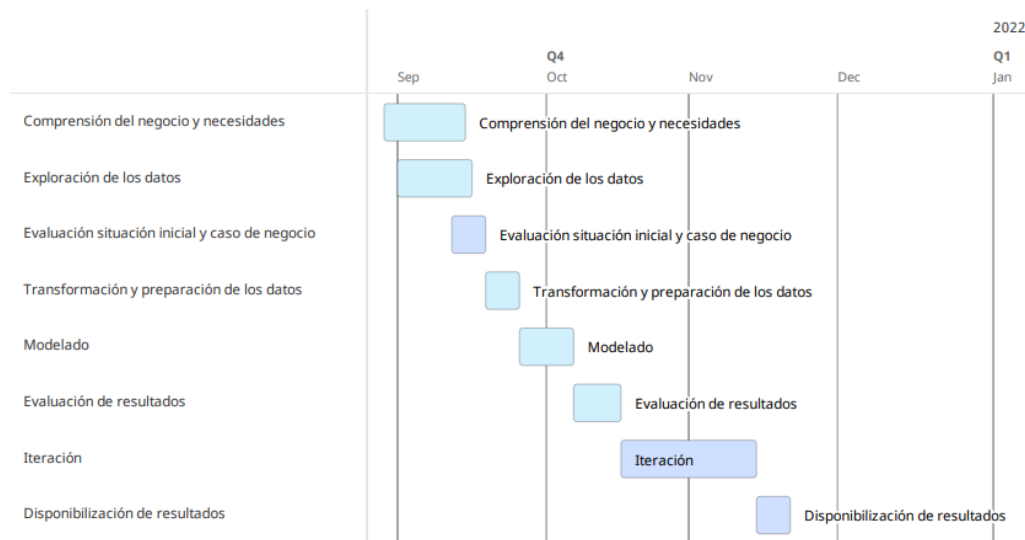 2022
Q4
Q1
Sep
Oct
Nov
Dec
Jan
Comprensión del negocio y necesidades
Comprensión del negocio y necesidades
Exploración de los datos
Exploración de los datos
Evaluación situación inicial y caso de negocio
Evaluación situación inicial y caso de negocio
Transformación y preparación de los datos
Transformación y preparación de los datos
Modelado
Modelado
Evaluación de resultados
Evaluación de resultados
Iteración
Iteración
Disponibilización de resultados
Disponibilización de resultados